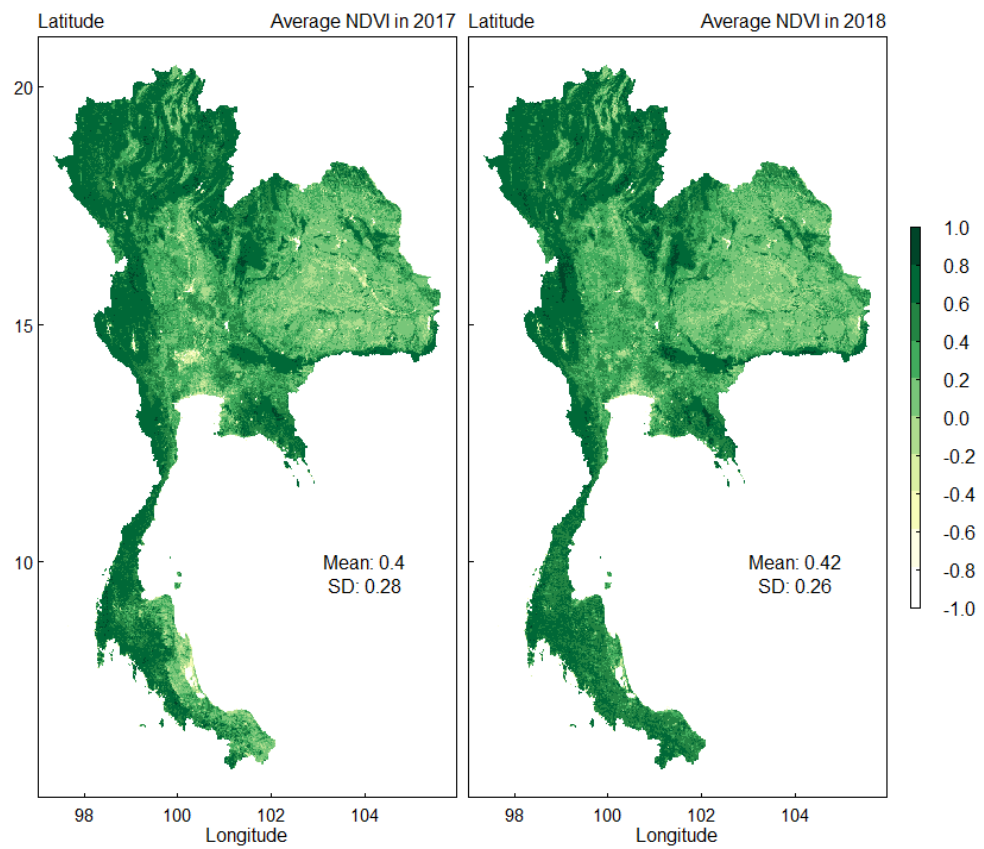 Latitude
Average NDVI in 2017
Latitude
Average NDVI in 2018
20
15
10
Mean: 0.4
SD: 0.28
Mean: 0.42
SD: 0.26
1.0
0.8
0.6
0.4
0.2
0.0
-0.2
-0.4
-0.6
-0.8
-1.0
98
100
102
104
98
100
102
104
Longitude
Longitude